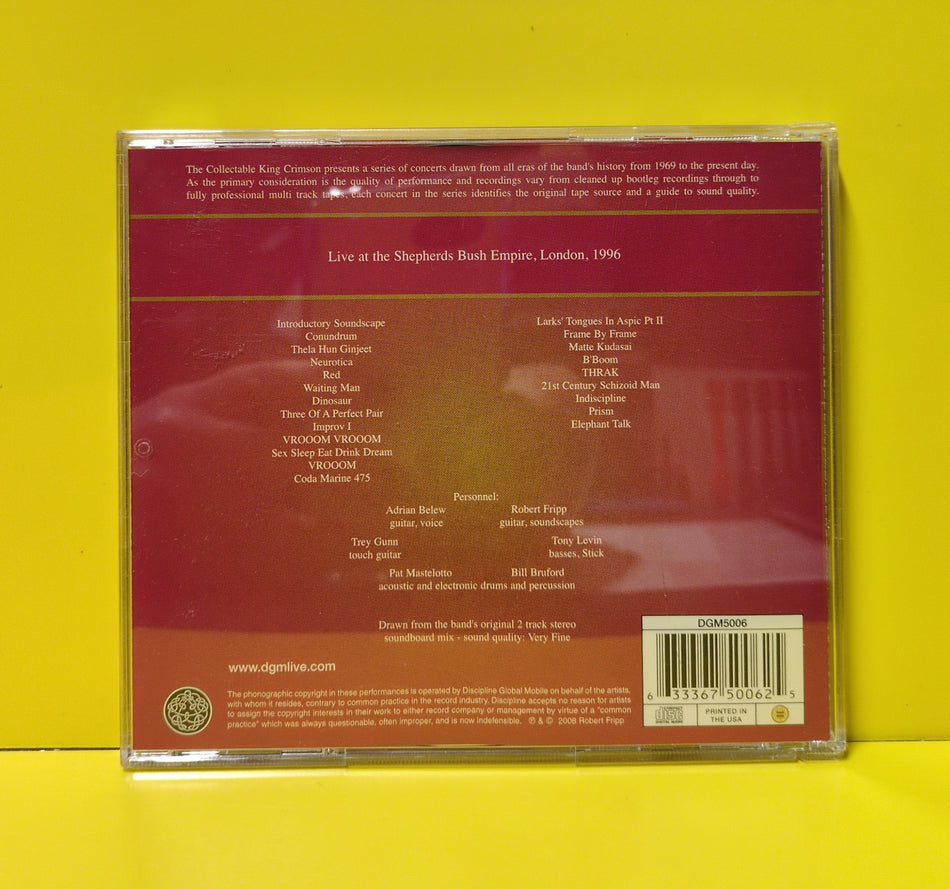 The Collectable King Crimson presents a series of concerts drawn from all eras of the band's history from 1969 to the present day.
As the primary consideration is the quality of performance and recordings vary from cleaned up bootleg recordings through to
fully professional multi track tapes, each concert in the series identifies the original tape source and a guide to sound quality.
Live at the Shepherds Bush Empire, London, 1996
Introductory Soundscape
Conundrum
Thela Hun Ginjeet
Neurotica
Red
Waiting Man
Dinosaur
Three Of A Perfect Pair
Improv I
VROOOM VROOOM
Sex Sleep Eat Drink Dream
VROOOM
Coda Marine 475
Larks' Tongues In Aspic Pt II
Frame By Frame
Matte Kudasai
B'Boom
THRAK
21st Century Schizoid Man
Indiscipline
Prism
Elephant Talk
Personnel:
Adrian Belew
guitar, voice
Robert Fripp
guitar, soundscapes
Trey Gunn
touch guitar
Tony Levin
basses, Stick
Pat Mastelotto Bill Bruford
acoustic and electronic drums and percussion
Drawn from the band's original 2 track stereo
soundboard mix - sound quality: Very Fine
www.dgmlive.com
The phonographic copyright in these performances is operated by Discipline Global Mobile on behalf of the artists,
with whom it resides, contrary to common practice in the record industry. Discipline accepts no reason for artists
to assign the copyright interests in their work to either record company or management by virtue of a "common
practice" which was always questionable, often improper, and is now indefensible. ℗ & © 2008 Robert Fripp
DGM5006
6 33367 50062 5
COMPACT
disc
DIGITAL AUDIO
PRINTED IN
THE USA